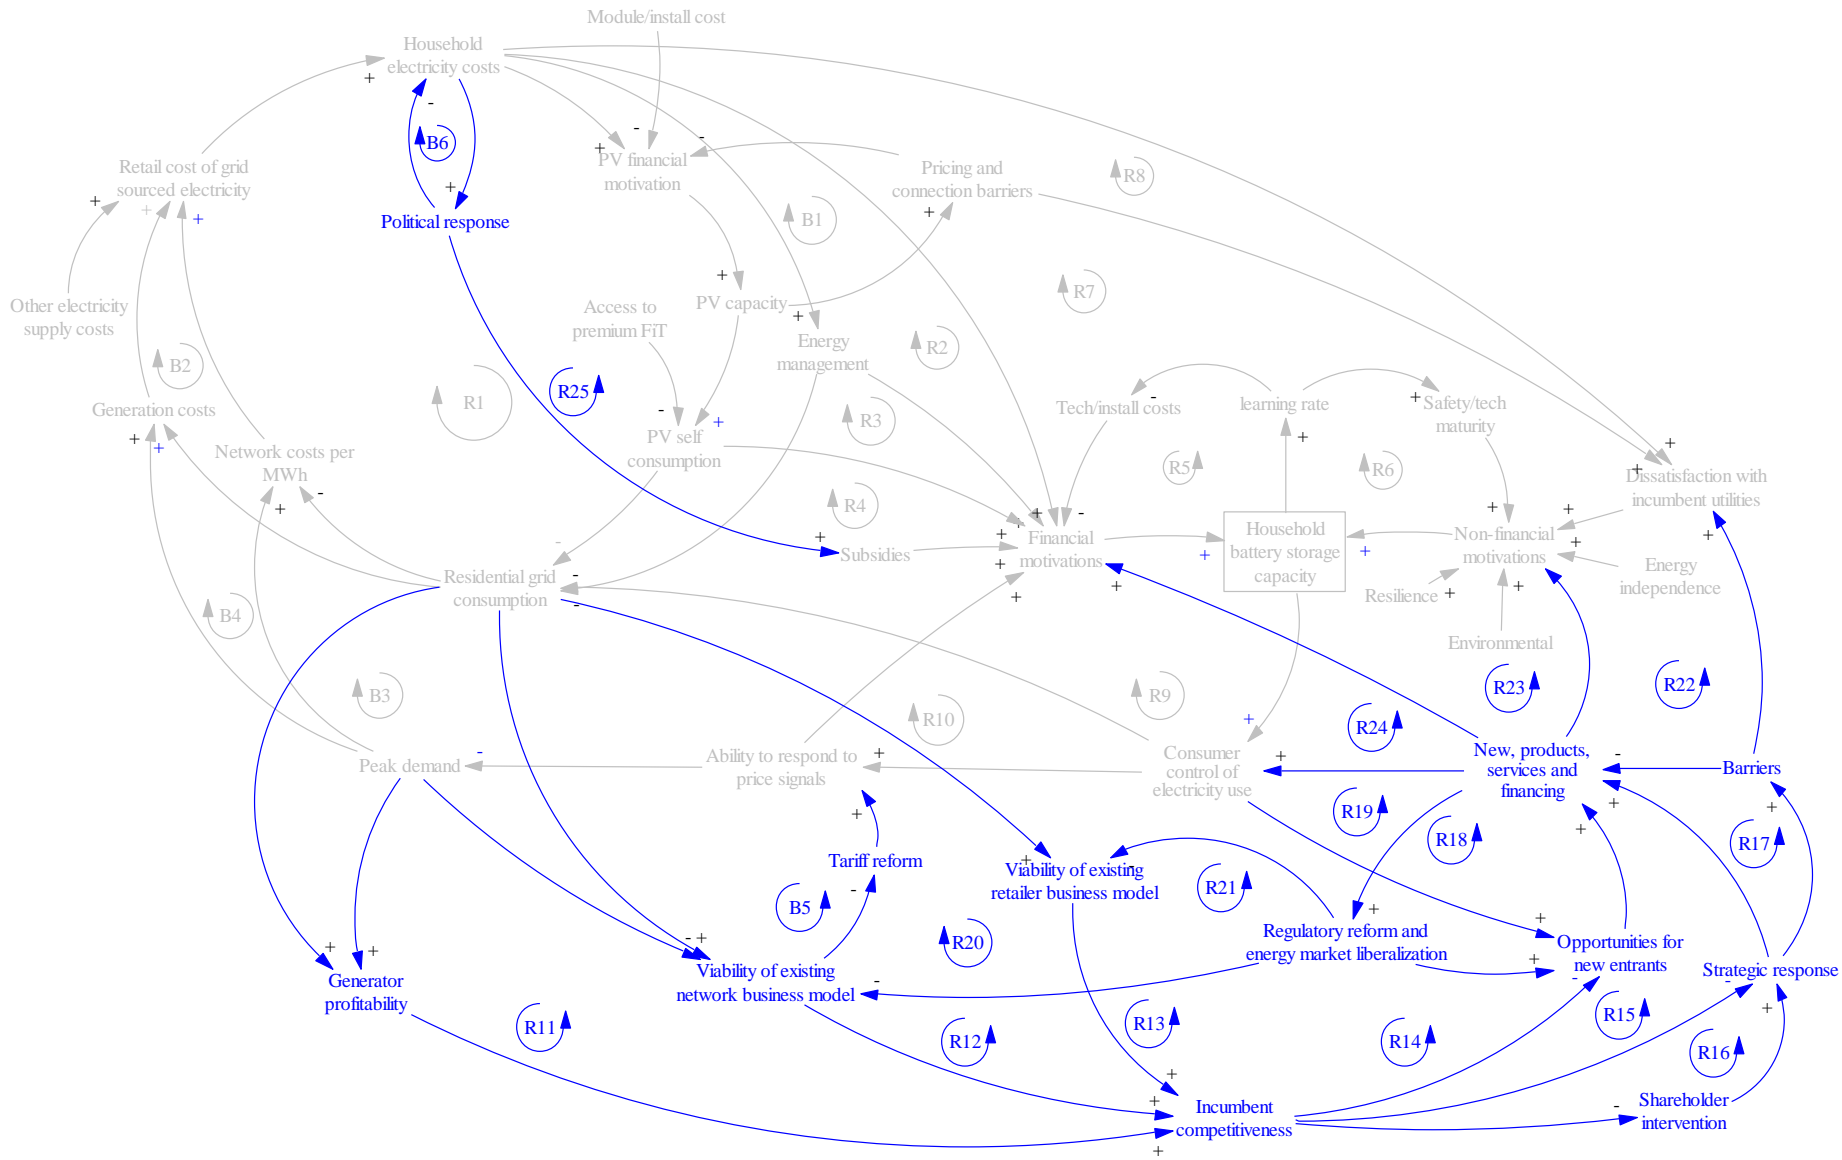 Module/install cost
Household
electricity costs
Retail cost of grid
sourced electricity
PV financial
motivation
Pricing and
connection barriers
Political response
Other electricity
supply costs
Access to
premium FiT
PV capacity
Energy
management
Generation costs
Network costs per
MWh
PV self
consumption
Tech/install costs
learning rate
Safety/tech
maturity
Dissatisfaction with
incumbent utilities
Subsidies
Financial
motivations
Household
battery storage
capacity
Non-financial
motivations
Energy
independence
Resilience
Environmental
Residential grid
consumption
Peak demand
Ability to respond to
price signals
Consumer
control of
electricity use
New, products,
services and
financing
Barriers
Tariff reform
Viability of existing
retailer business model
Regulatory reform and
energy market liberalization
Opportunities for
new entrants
Strategic response
Generator
profitability
Viability of existing
network business model
Incumbent
competitiveness
Shareholder
intervention
B6
R8
B1
R7
R2
B2
R1
R25
R3
R5
R6
R4
B4
B3
R10
R9
R23
R22
R24
R19
R18
R17
R21
B5
R20
R11
R12
R13
R14
R15
R16